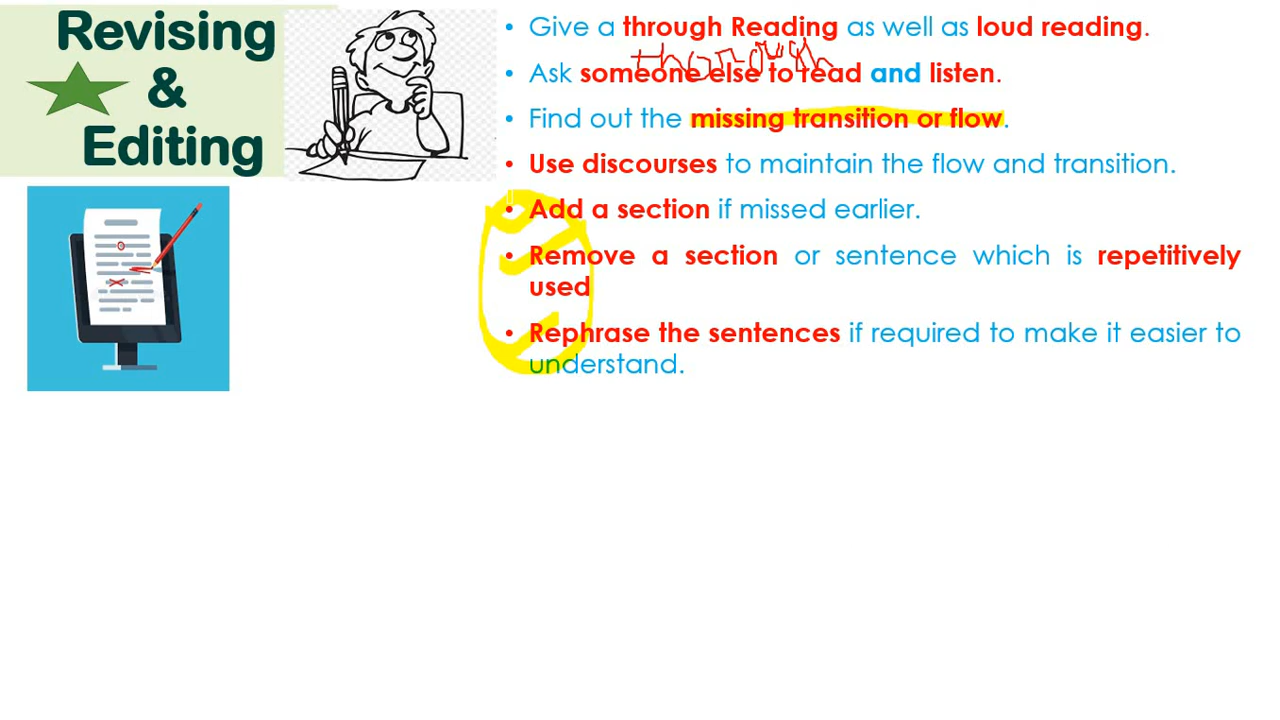 Revising
&
Editing
• Give a through Reading as well as loud reading.
thorough
• Ask someone else to read and listen.
• Find out the missing transition or flow.
• Use discourses to maintain the flow and transition.
• Add a section if missed earlier.
• Remove a section or sentence which is repetitively
used
• Rephrase the sentences if required to make it easier to
understand.